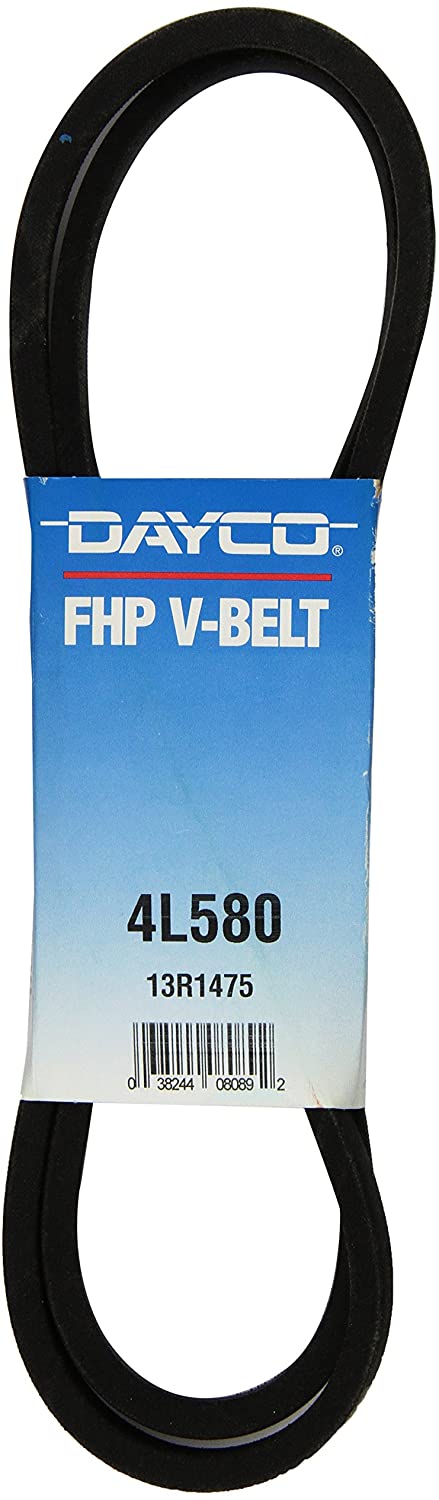 DAYCO®
FHP V-BELT
4L580
13R1475
0 38244 08089 2